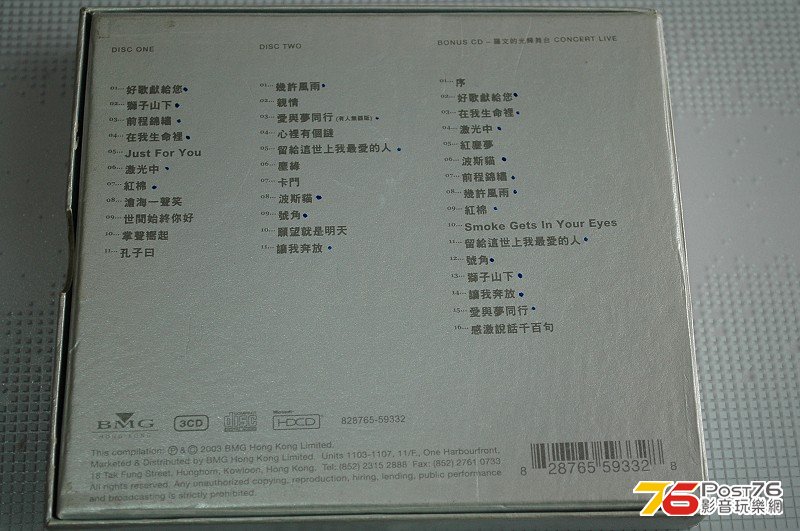 DISC ONE
01... 好歌獻給您
02... 獅子山下
03... 前程錦繡
04... 在我生命裡
05... Just For You
06... 激光中
07... 紅棉
08... 滄海一聲笑
09... 世間始終你好
10... 掌聲響起
11... 孔子曰
DISC TWO
01... 幾許風雨
02... 親情
03... 愛與夢同行 (有人樂器版)
04... 心裡有個謎
05... 留給這世上我最愛的人
06... 塵緣
07... 卡門
08... 波斯貓
09... 號角
10... 願望就是明天
11... 讓我奔放
BONUS CD – 羅文的光輝舞台 CONCERT LIVE
01... 序
02... 好歌獻給您
03... 在我生命裡
04... 激光中
05... 紅塵夢
06... 波斯貓
07... 前程錦繡
08... 幾許風雨
09... 紅棉
10... Smoke Gets In Your Eyes
11... 留給這世上我最愛的人
12... 號角
13... 獅子山下
14... 讓我奔放
15... 愛與夢同行
16... 感激說話千百句
BMG
HONG KONG
3CD
COMPACT
disc
DIGITAL AUDIO
Microsoft
HDCD
828765-59332
This compilation: ℗ & © 2003 BMG Hong Kong Limited.
Marketed & Distributed by BMG Hong Kong Limited. Units 1103-1107, 11/F., One Harbourfront,
18 Tak Fung Street, Hunghom, Kowloon, Hong Kong. Tel: (852) 2315 2888 Fax: (852) 2761 0733
All rights reserved. Any unauthorized copying, reproduction, hiring, lending, public performance
and broadcasting is strictly prohibited.
8 28765 59332 8
76 Post76
影音玩樂網